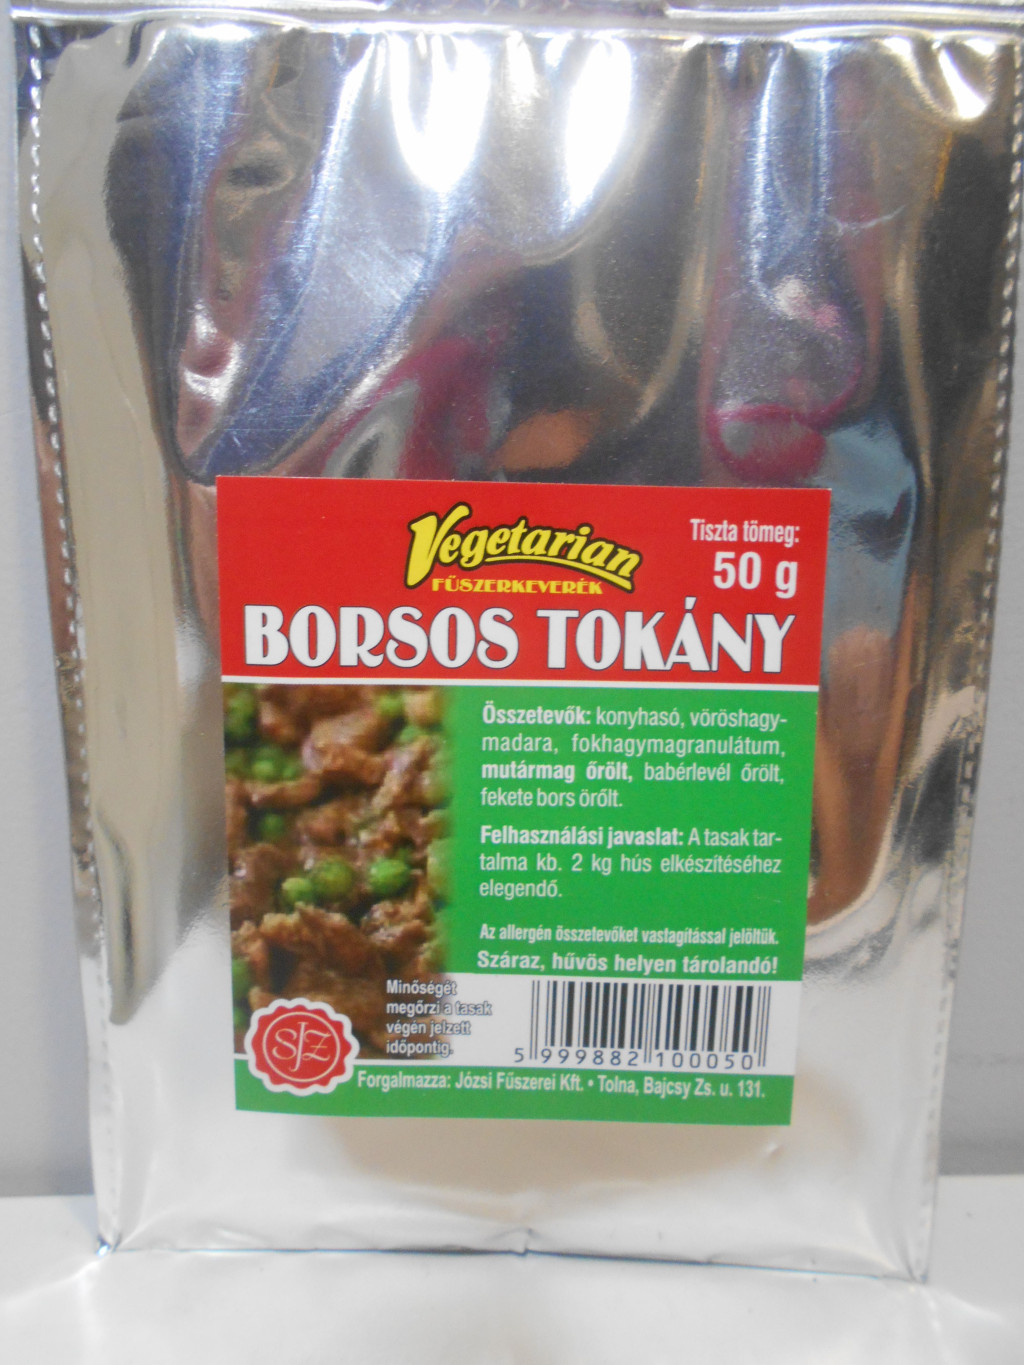 Vegetarian
FŰSZERKEVERÉK
Tiszta tömeg:
50 g
BORSOS TOKÁNY
Összetevők: konyhasó, vöröshagy-
madara, fokhagymagranulátum,
mutármag őrölt, babérlevél őrölt,
fekete bors örőlt.
Felhasználási javaslat: A tasak tar-
talma kb. 2 kg hús elkészítéséhez
elegendő.
Az allergén összetevőket vastagítással jelöltük.
Száraz, hűvös helyen tárolandó!
Minőségét
megőrzi a tasak
végén jelzett
időpontig.
SJZ
5 999882 100050
Forgalmazza: Józsi Fűszerei Kft. • Tolna, Bajcsy Zs. u. 131.